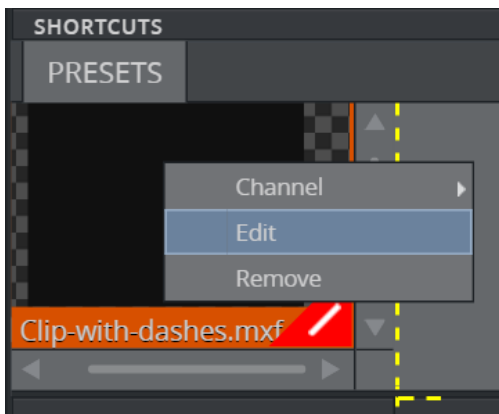 SHORTCUTS
PRESETS
Channel
Edit
Remove
Clip-with-dashes.mxf